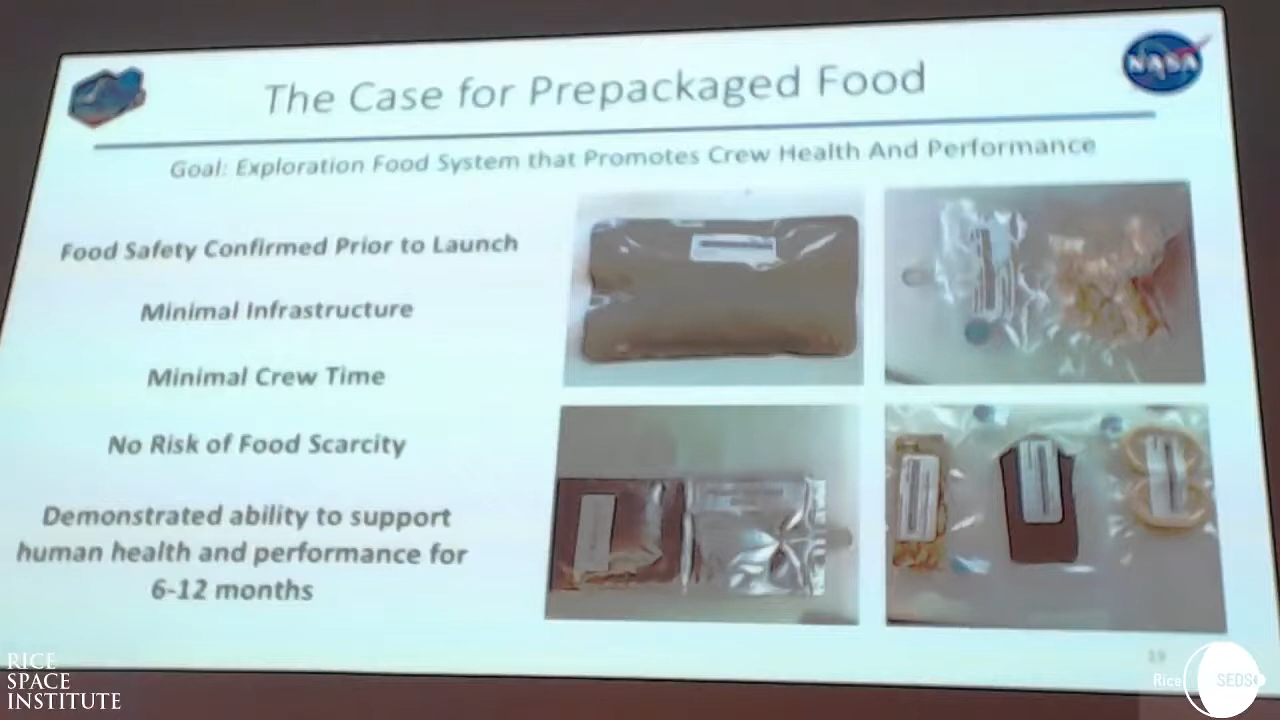 The Case for Prepackaged Food
NASA
Goal: Exploration Food System that Promotes Crew Health And Performance
Food Safety Confirmed Prior to Launch
Minimal Infrastructure
Minimal Crew Time
No Risk of Food Scarcity
Demonstrated ability to support
human health and performance for
6-12 months
19
RICE
SPACE
INSTITUTE
Rice SEDS